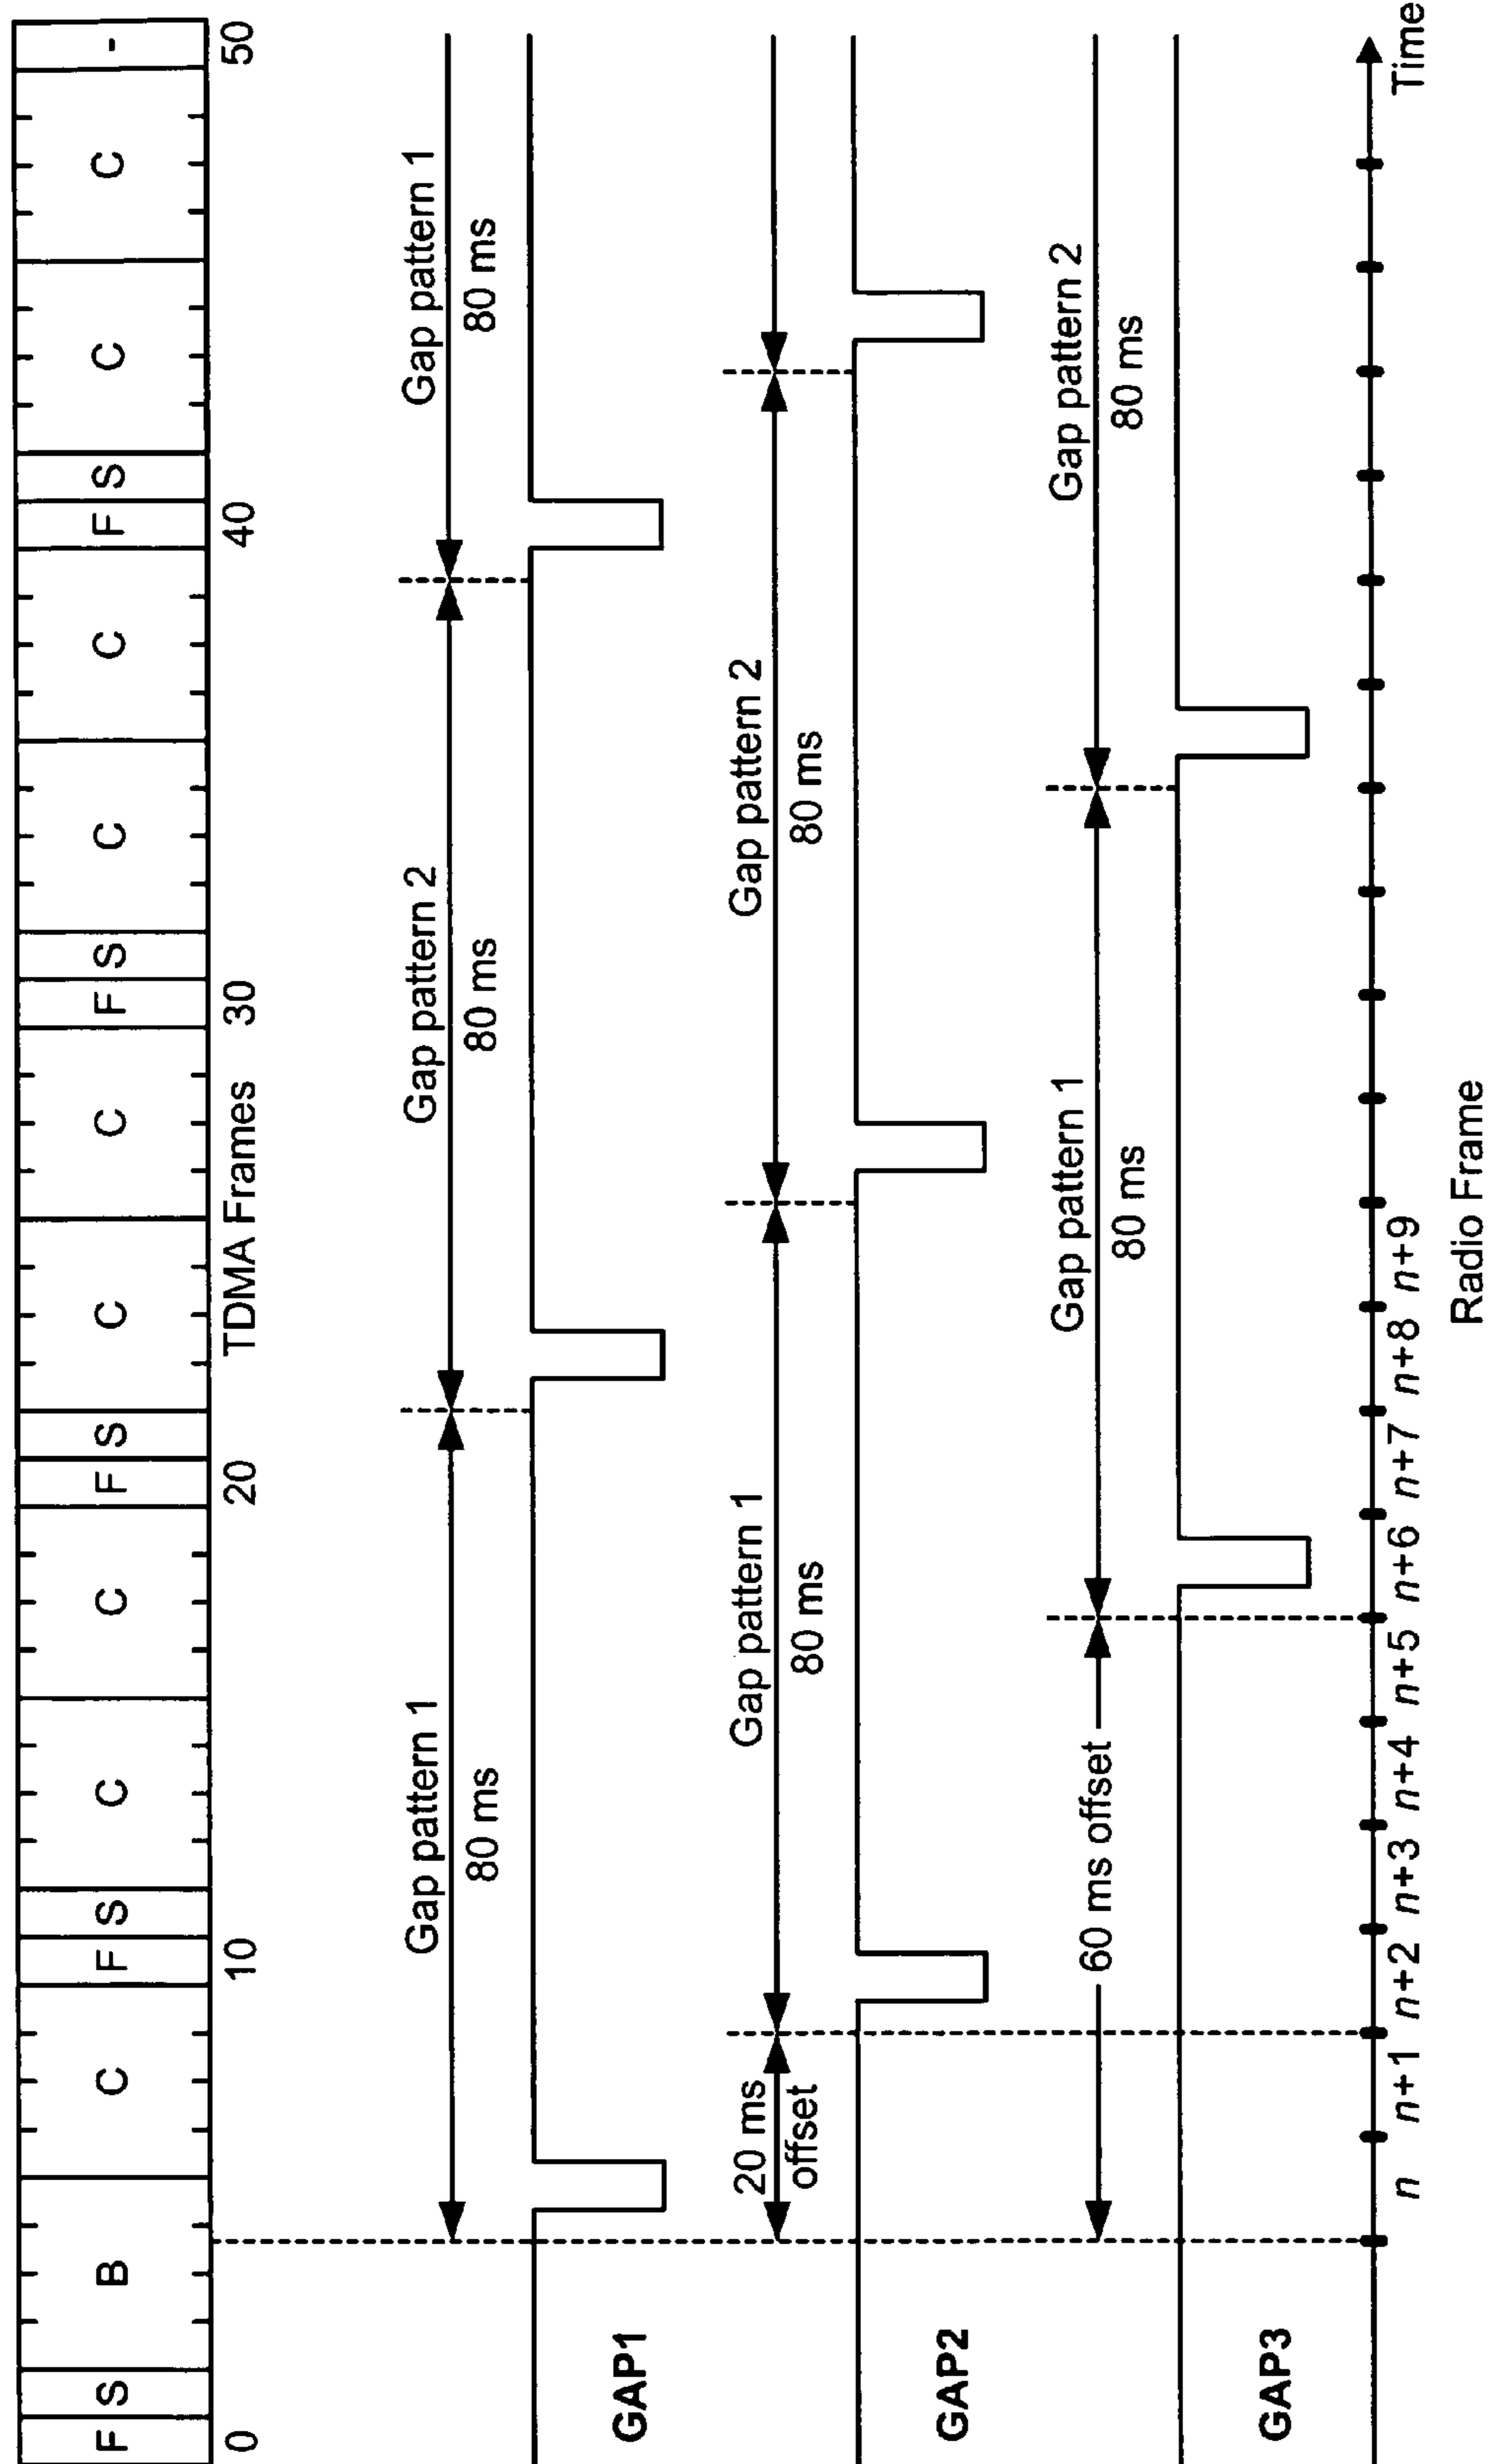 F S B C F S C C F S C C F S C C F S C C -
0 10 20 30 40 50
TDMA Frames
Gap pattern 1 Gap pattern 2 Gap pattern 1
80 ms 80 ms 80 ms
GAP1
20 ms
offset
Gap pattern 1 Gap pattern 2
80 ms 80 ms
GAP2
60 ms offset
Gap pattern 1 Gap pattern 2
80 ms 80 ms
GAP3
n n+1 n+2 n+3 n+4 n+5 n+6 n+7 n+8 n+9
Time
Radio Frame